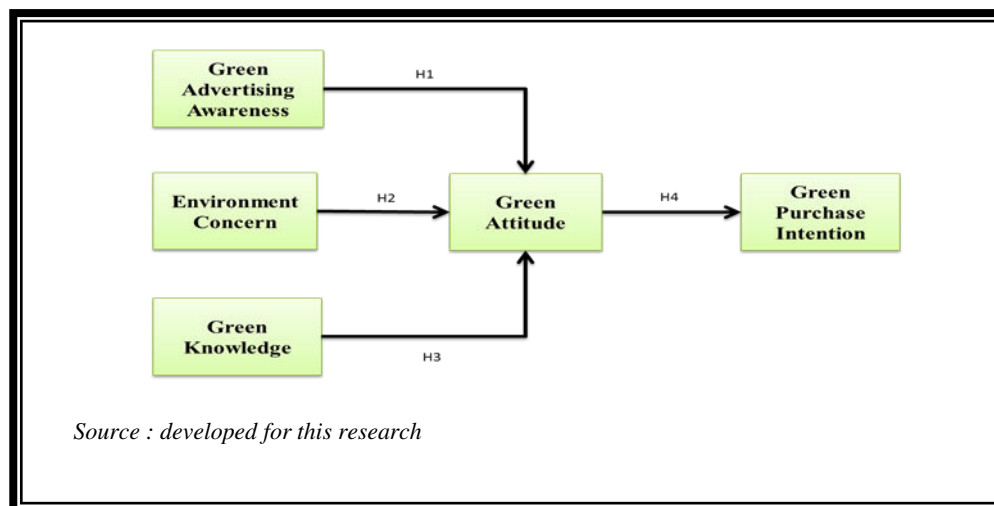 Green
Advertising
Awareness
H1
Environment
Concern
H2
Green
Attitude
H4
Green
Purchase
Intention
Green
Knowledge
H3
Source : developed for this research